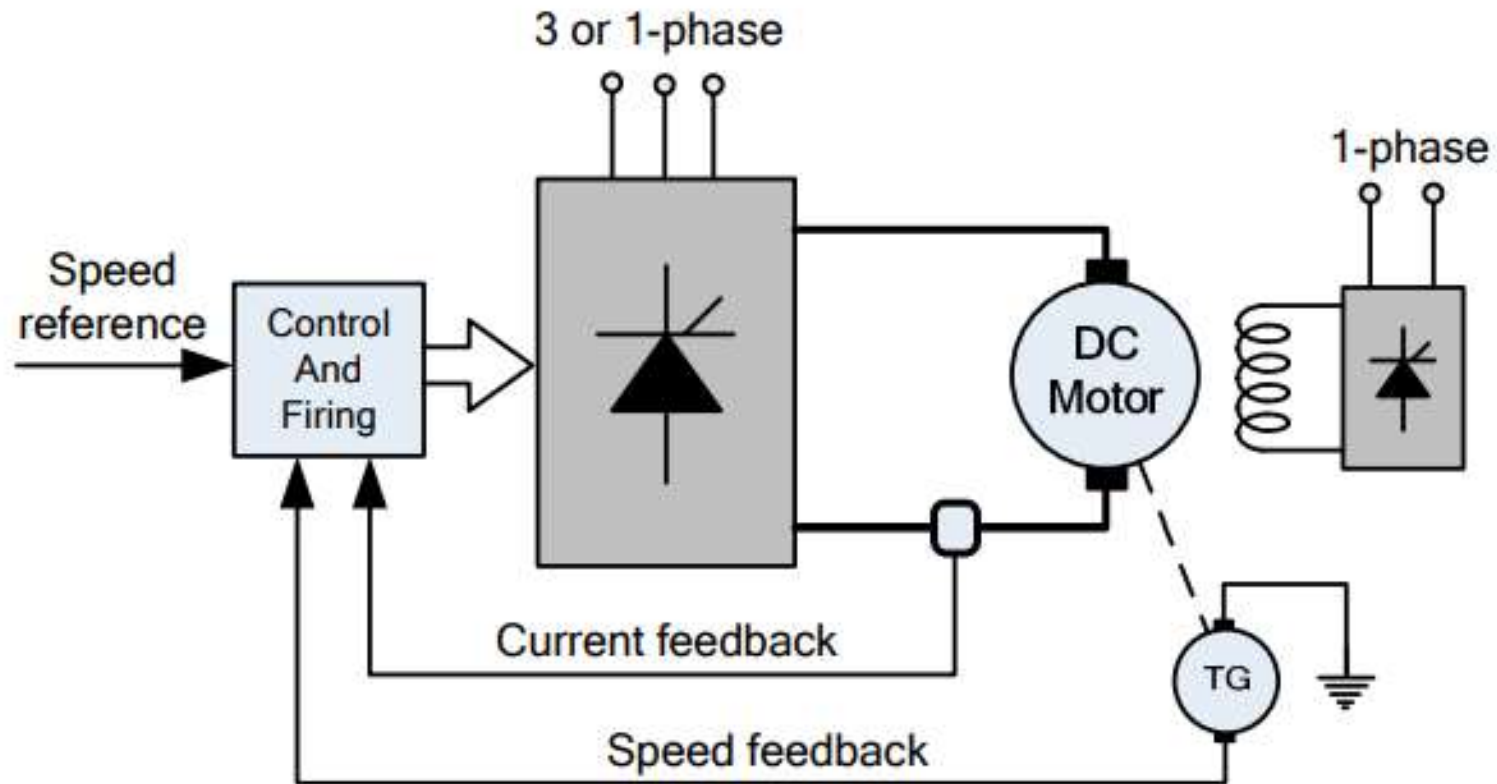 3 or 1-phase
1-phase
Speed
reference
Control
And
Firing
DC
Motor
Current feedback
TG
Speed feedback